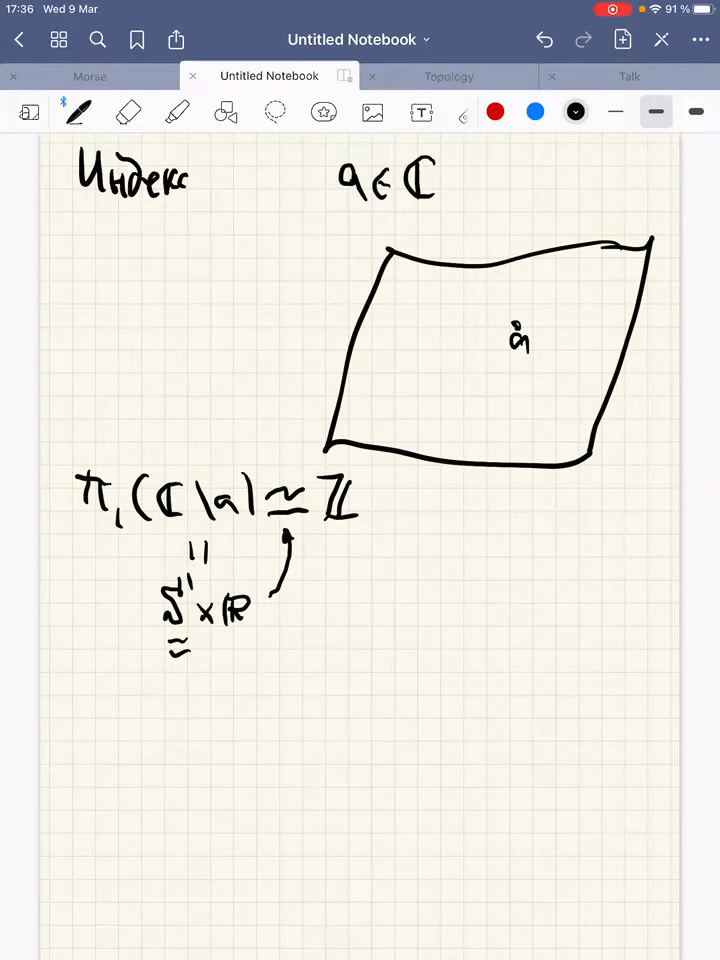 17:36 Wed 9 Mar 91 %
Untitled Notebook
Morse Untitled Notebook Topology Talk
T
Индекс a ∈ ℂ
a
π₁(ℂ \ a) ≃ ℤ
S¹ × ℝ